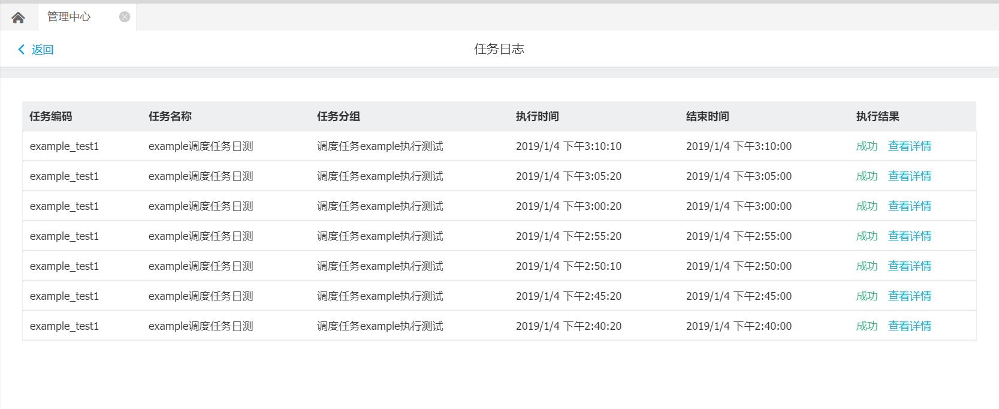 管理中心
返回 任务日志
任务编码 任务名称 任务分组 执行时间 结束时间 执行结果
example_test1 example调度任务日测 调度任务example执行测试 2019/1/4 下午3:10:10 2019/1/4 下午3:10:00 成功 查看详情
example_test1 example调度任务日测 调度任务example执行测试 2019/1/4 下午3:05:20 2019/1/4 下午3:05:00 成功 查看详情
example_test1 example调度任务日测 调度任务example执行测试 2019/1/4 下午3:00:20 2019/1/4 下午3:00:00 成功 查看详情
example_test1 example调度任务日测 调度任务example执行测试 2019/1/4 下午2:55:20 2019/1/4 下午2:55:00 成功 查看详情
example_test1 example调度任务日测 调度任务example执行测试 2019/1/4 下午2:50:10 2019/1/4 下午2:50:00 成功 查看详情
example_test1 example调度任务日测 调度任务example执行测试 2019/1/4 下午2:45:20 2019/1/4 下午2:45:00 成功 查看详情
example_test1 example调度任务日测 调度任务example执行测试 2019/1/4 下午2:40:20 2019/1/4 下午2:40:00 成功 查看详情